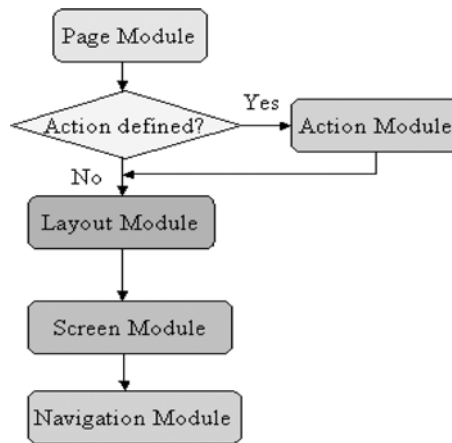 Page Module
Action defined?
Yes
Action Module
No
Layout Module
Screen Module
Navigation Module